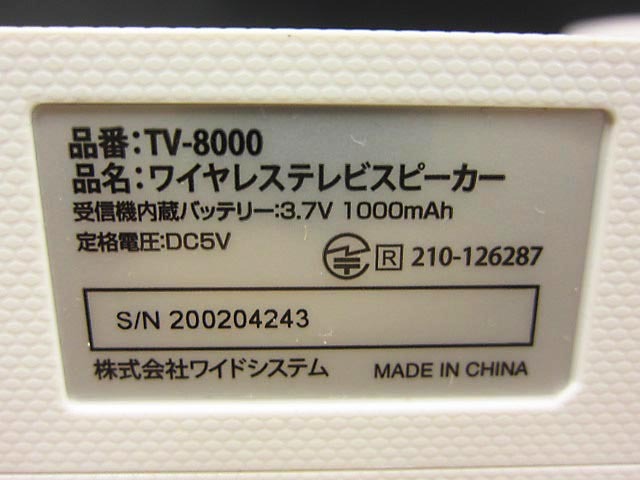 品番:TV-8000
品名:ワイヤレステレビスピーカー
受信機内蔵バッテリー:3.7V 1000mAh
定格電圧:DC5V
R 210-126287
S/N 200204243
株式会社ワイドシステム MADE IN CHINA